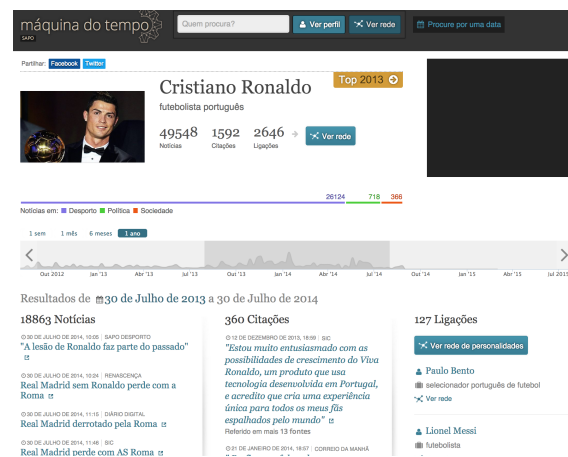 máquina do tempo
SAPO
Quem procura?
Ver perfil
Ver rede
Procure por uma data
Partilhar: Facebook Twitter
Cristiano Ronaldo
Top 2013
futebolista português
49548 1592 2646
Notícias Citações Ligações
Ver rede
26124 718 366
Notícias em: Desporto Política Sociedade
1 sem 1 mês 6 meses 1 ano
Out 2012 Jan '13 Abr '13 Jul '13 Out '13 Jan '14 Abr '14 Jul '14 Out '14 Jan '15 Abr '15 Jul 2015
Resultados de 30 de Julho de 2013 a 30 de Julho de 2014
18863 Notícias
30 DE JULHO DE 2014, 10:05 | SAPO DESPORTO
"A lesão de Ronaldo faz parte do passado"
30 DE JULHO DE 2014, 10:24 | RENASCENÇA
Real Madrid sem Ronaldo perde com a
Roma
30 DE JULHO DE 2014, 11:15 | DIÁRIO DIGITAL
Real Madrid derrotado pela Roma
30 DE JULHO DE 2014, 11:48 | SIC
Real Madrid perde com AS Roma
360 Citações
12 DE DEZEMBRO DE 2013, 18:59 | SIC
"Estou muito entusiasmado com as
possibilidades de crescimento do Viva
Ronaldo, um produto que usa
tecnologia desenvolvida em Portugal,
e acredito que cria uma experiência
única para todos os meus fãs
espalhados pelo mundo"
Referido em mais 13 fontes
21 DE JANEIRO DE 2014, 18:57 | CORREIO DA MANHÃ
127 Ligações
Ver rede de personalidades
Paulo Bento
selecionador português de futebol
Ver rede
Lionel Messi
futebolista